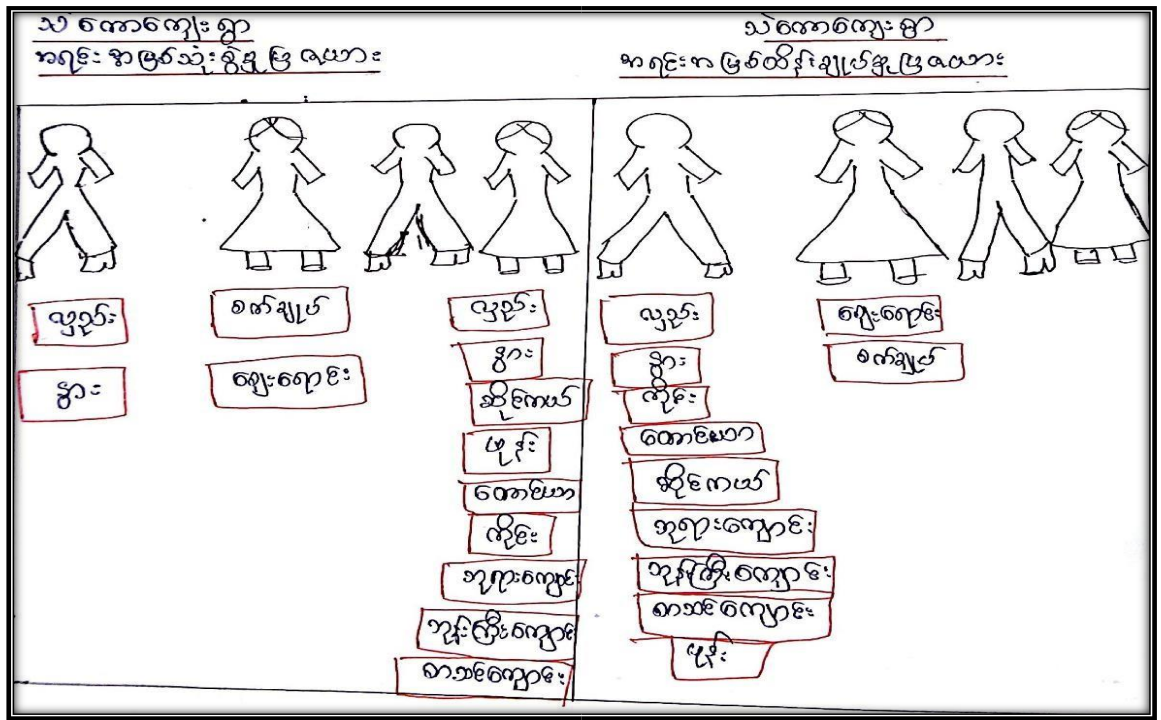 သဲကောကျေးရွာ
အရင်းအမြစ်သုံးစွဲမှုပြဇယား
လှည်း
နွား
စက်ချုပ်
ဈေးရောင်း
လှည်း
နွား
ဆိုင်ကယ်
ဖုန်း
တောင်ယာ
ကိုင်း
ဘုရားကျောင်း
ဘုန်းကြီးကျောင်း
စာသင်ကျောင်း
သဲကောကျေးရွာ
အရင်းအမြစ်ထိန်းချုပ်မှုပြဇယား
လှည်း
နွား
ကိုင်း
တောင်ယာ
ဆိုင်ကယ်
ဘုရားကျောင်း
ဘုန်းကြီးကျောင်း
စာသင်ကျောင်း
ဖုန်း
ဈေးရောင်း
စက်ချုပ်